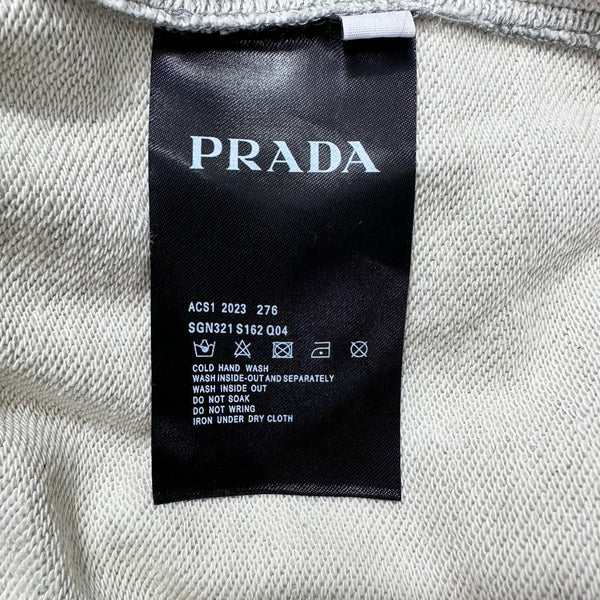 PRADA
ACS1 2023 276
SGN321 S162 Q04
COLD HAND WASH
WASH INSIDE-OUT AND SEPARATELY
WASH INSIDE OUT
DO NOT SOAK
DO NOT WRING
IRON UNDER DRY CLOTH